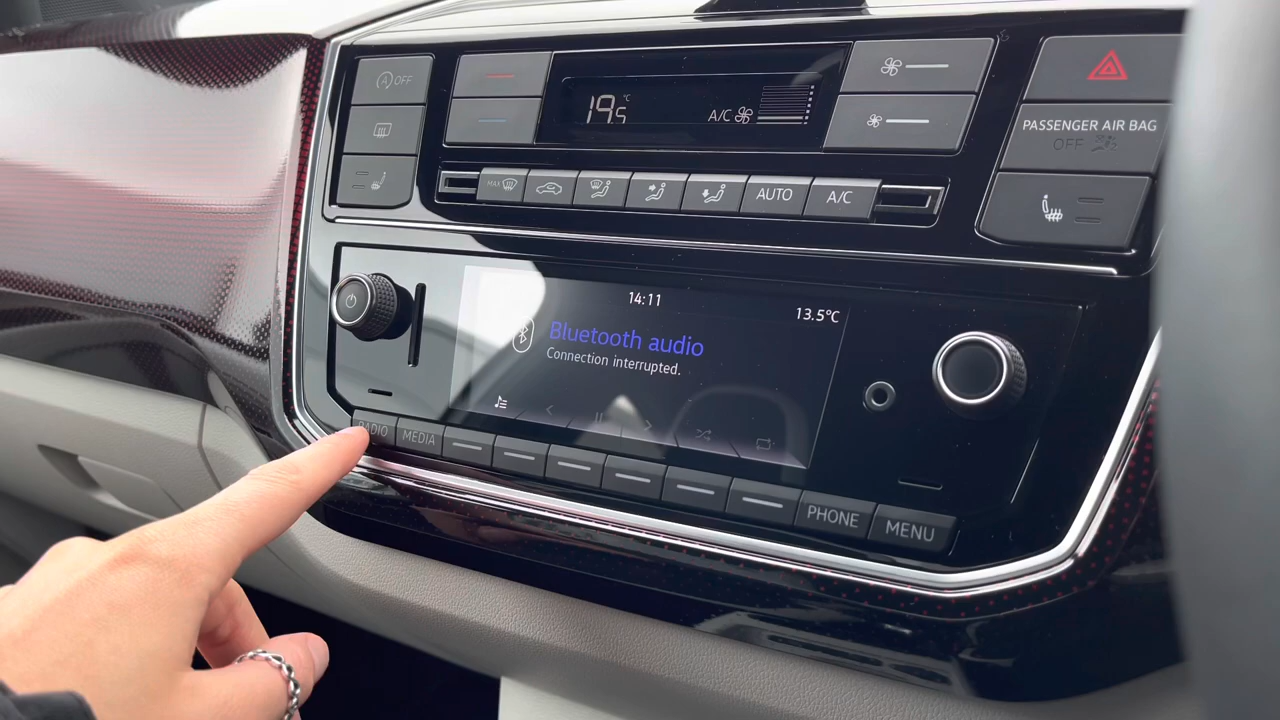 OFF
19.5 °C
A/C
PASSENGER AIR BAG
OFF
MAX
AUTO
A/C
14:11
13.5°C
Bluetooth audio
Connection interrupted.
RADIO
MEDIA
PHONE
MENU